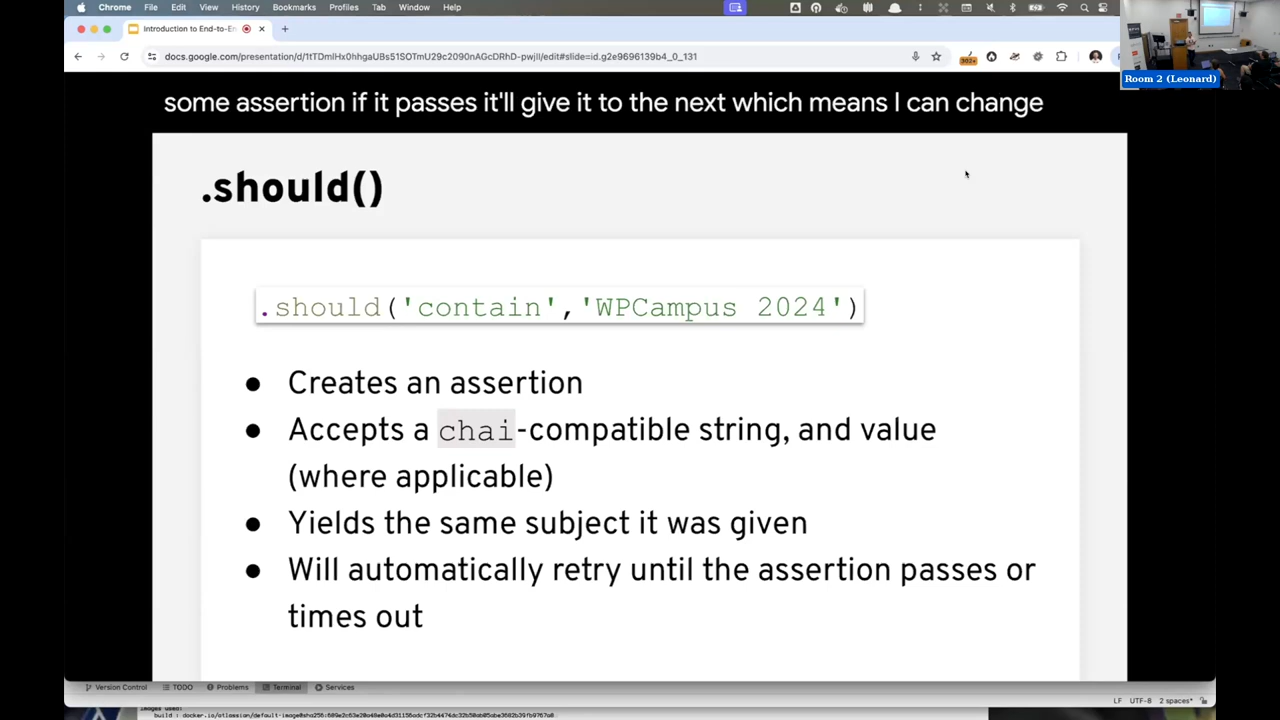 Chrome File Edit View History Bookmarks Profiles Tab Window Help
Introduction to End-to-En
docs.google.com/presentation/d/1tTDmlHx0hhgaUBs51SOTmU29c2090nAGcDRhD-pwjlI/edit#slide=id.g2e9696139b4_0_131
Room 2 (Leonard)
some assertion if it passes it'll give it to the next which means I can change
.should()
.should('contain','WPCampus 2024')
● Creates an assertion
● Accepts a chai-compatible string, and value
(where applicable)
● Yields the same subject it was given
● Will automatically retry until the assertion passes or
times out
Version Control TODO Problems Terminal Services
LF UTF-8 2 spaces*